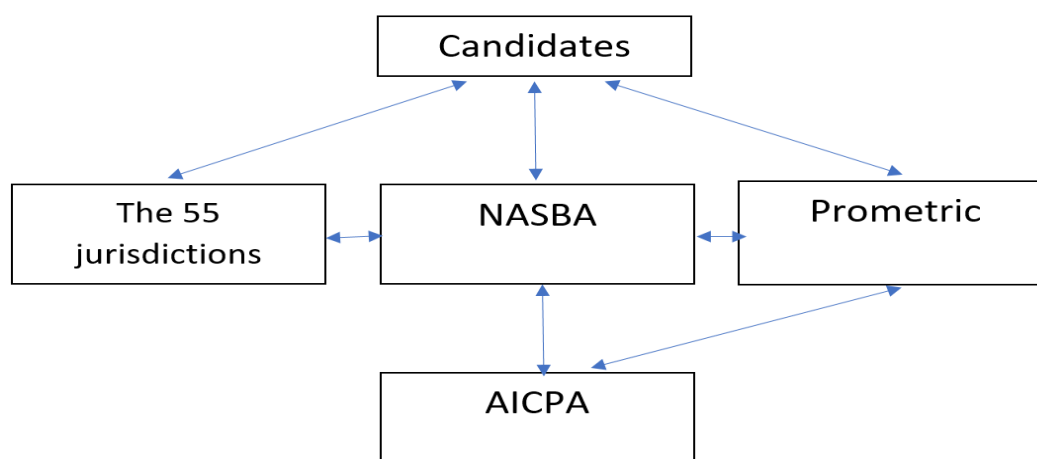 Candidates
The 55
jurisdictions
NASBA
Prometric
AICPA